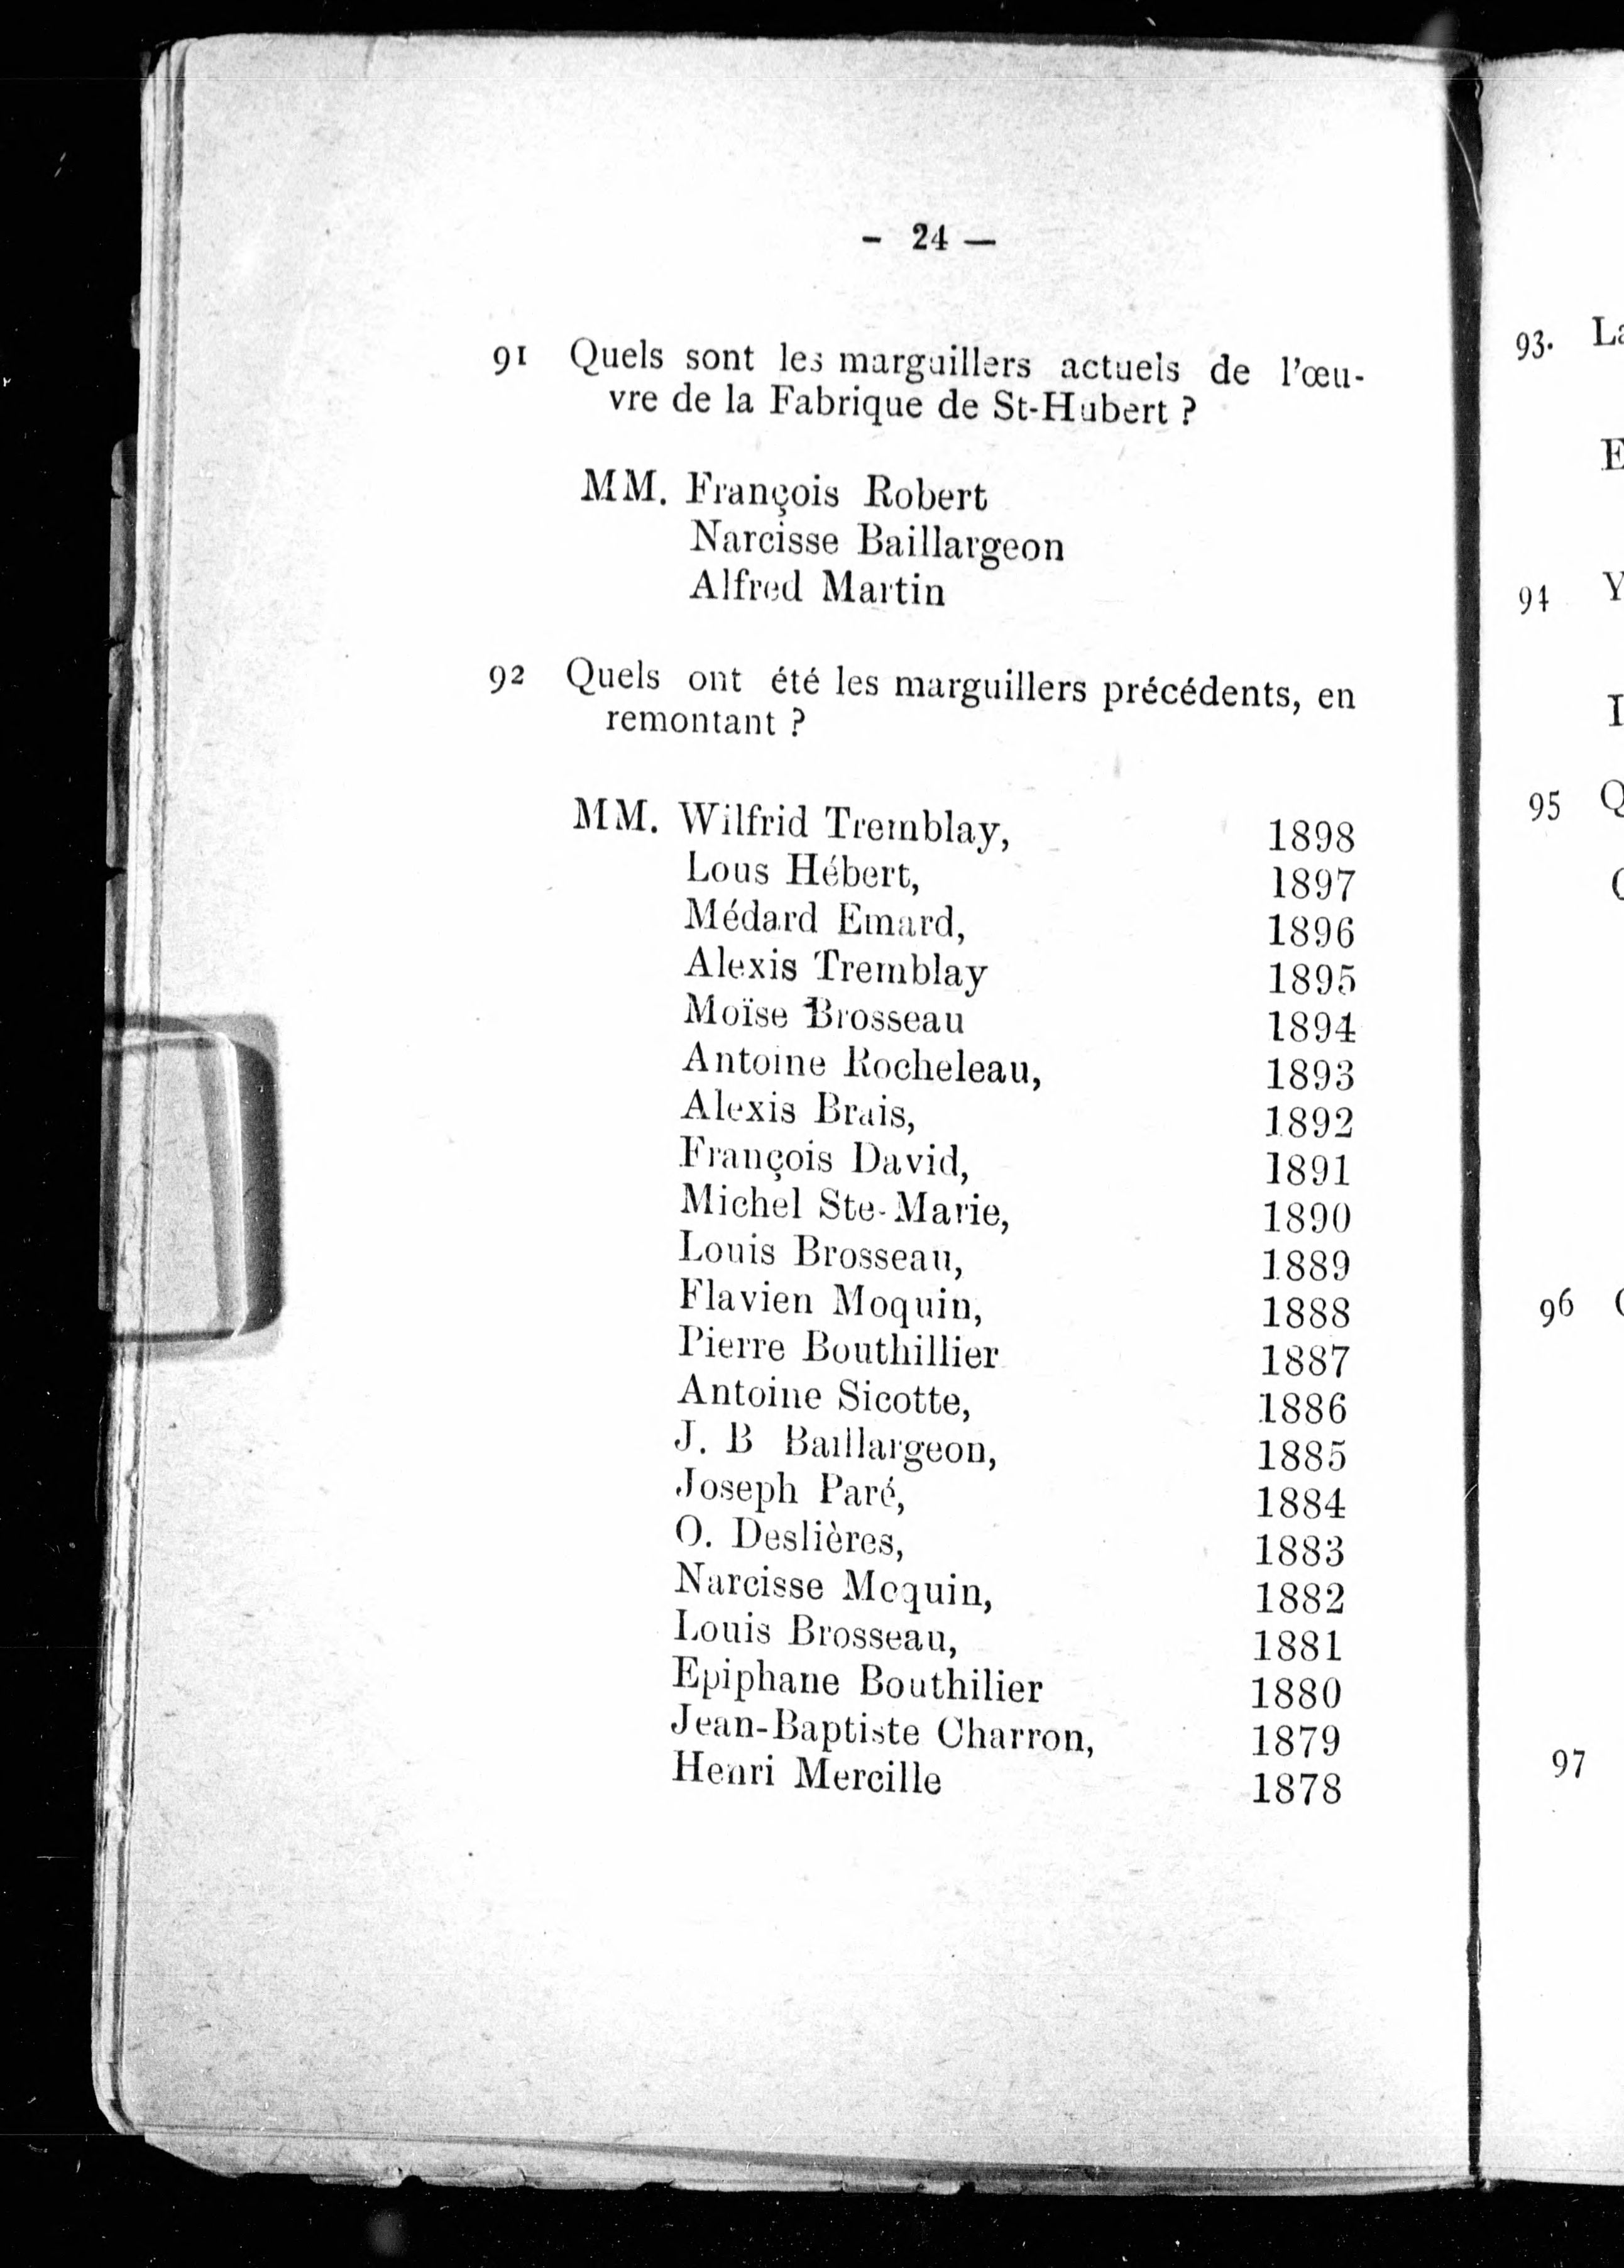 - 24 —
91 Quels sont les marguillers actuels de l'œu-
vre de la Fabrique de St-Hubert ?
MM. François Robert
Narcisse Baillargeon
Alfred Martin
92 Quels ont été les marguillers précédents, en
remontant ?
MM. Wilfrid Tremblay, 1898
Lous Hébert, 1897
Médard Emard, 1896
Alexis Tremblay 1895
Moïse Brosseau 1894
Antoine Rocheleau, 1893
Alexis Brais, 1892
François David, 1891
Michel Ste-Marie, 1890
Louis Brosseau, 1889
Flavien Moquin, 1888
Pierre Bouthillier 1887
Antoine Sicotte, 1886
J. B Baillargeon, 1885
Joseph Paré, 1884
O. Deslières, 1883
Narcisse Moquin, 1882
Louis Brosseau, 1881
Epiphane Bouthilier 1880
Jean-Baptiste Charron, 1879
Henri Mercille 1878
93.
94
95
96
97